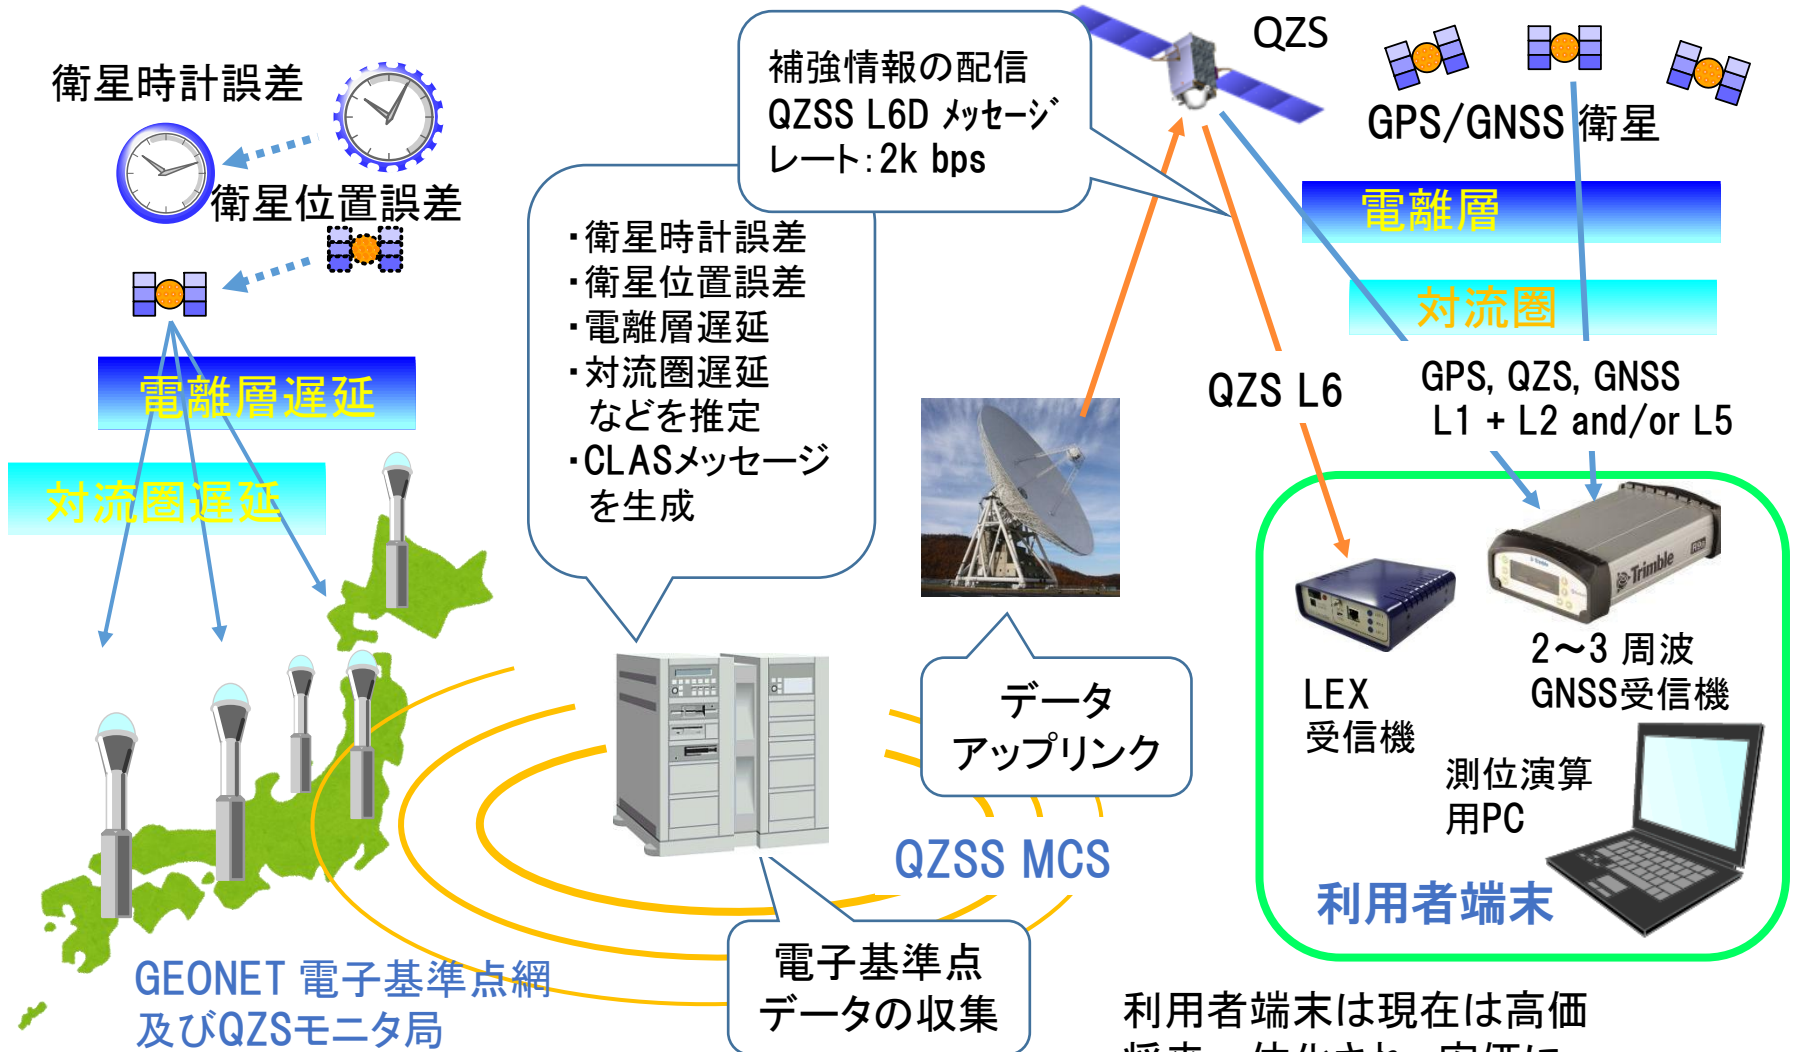 衛星時計誤差
衛星位置誤差
電離層遅延
対流圏遅延
GEONET 電子基準点網
及びQZSモニタ局
・衛星時計誤差
・衛星位置誤差
・電離層遅延
・対流圏遅延
などを推定
・CLASメッセージ
を生成
補強情報の配信
QZSS L6D メッセージ
レート:2k bps
QZS
GPS/GNSS 衛星
電離層
対流圏
QZS L6
GPS, QZS, GNSS
L1 + L2 and/or L5
データ
アップリンク
QZSS MCS
電子基準点
データの収集
Trimble
LEX
受信機
2～3 周波
GNSS受信機
測位演算
用PC
利用者端末
利用者端末は現在は高価